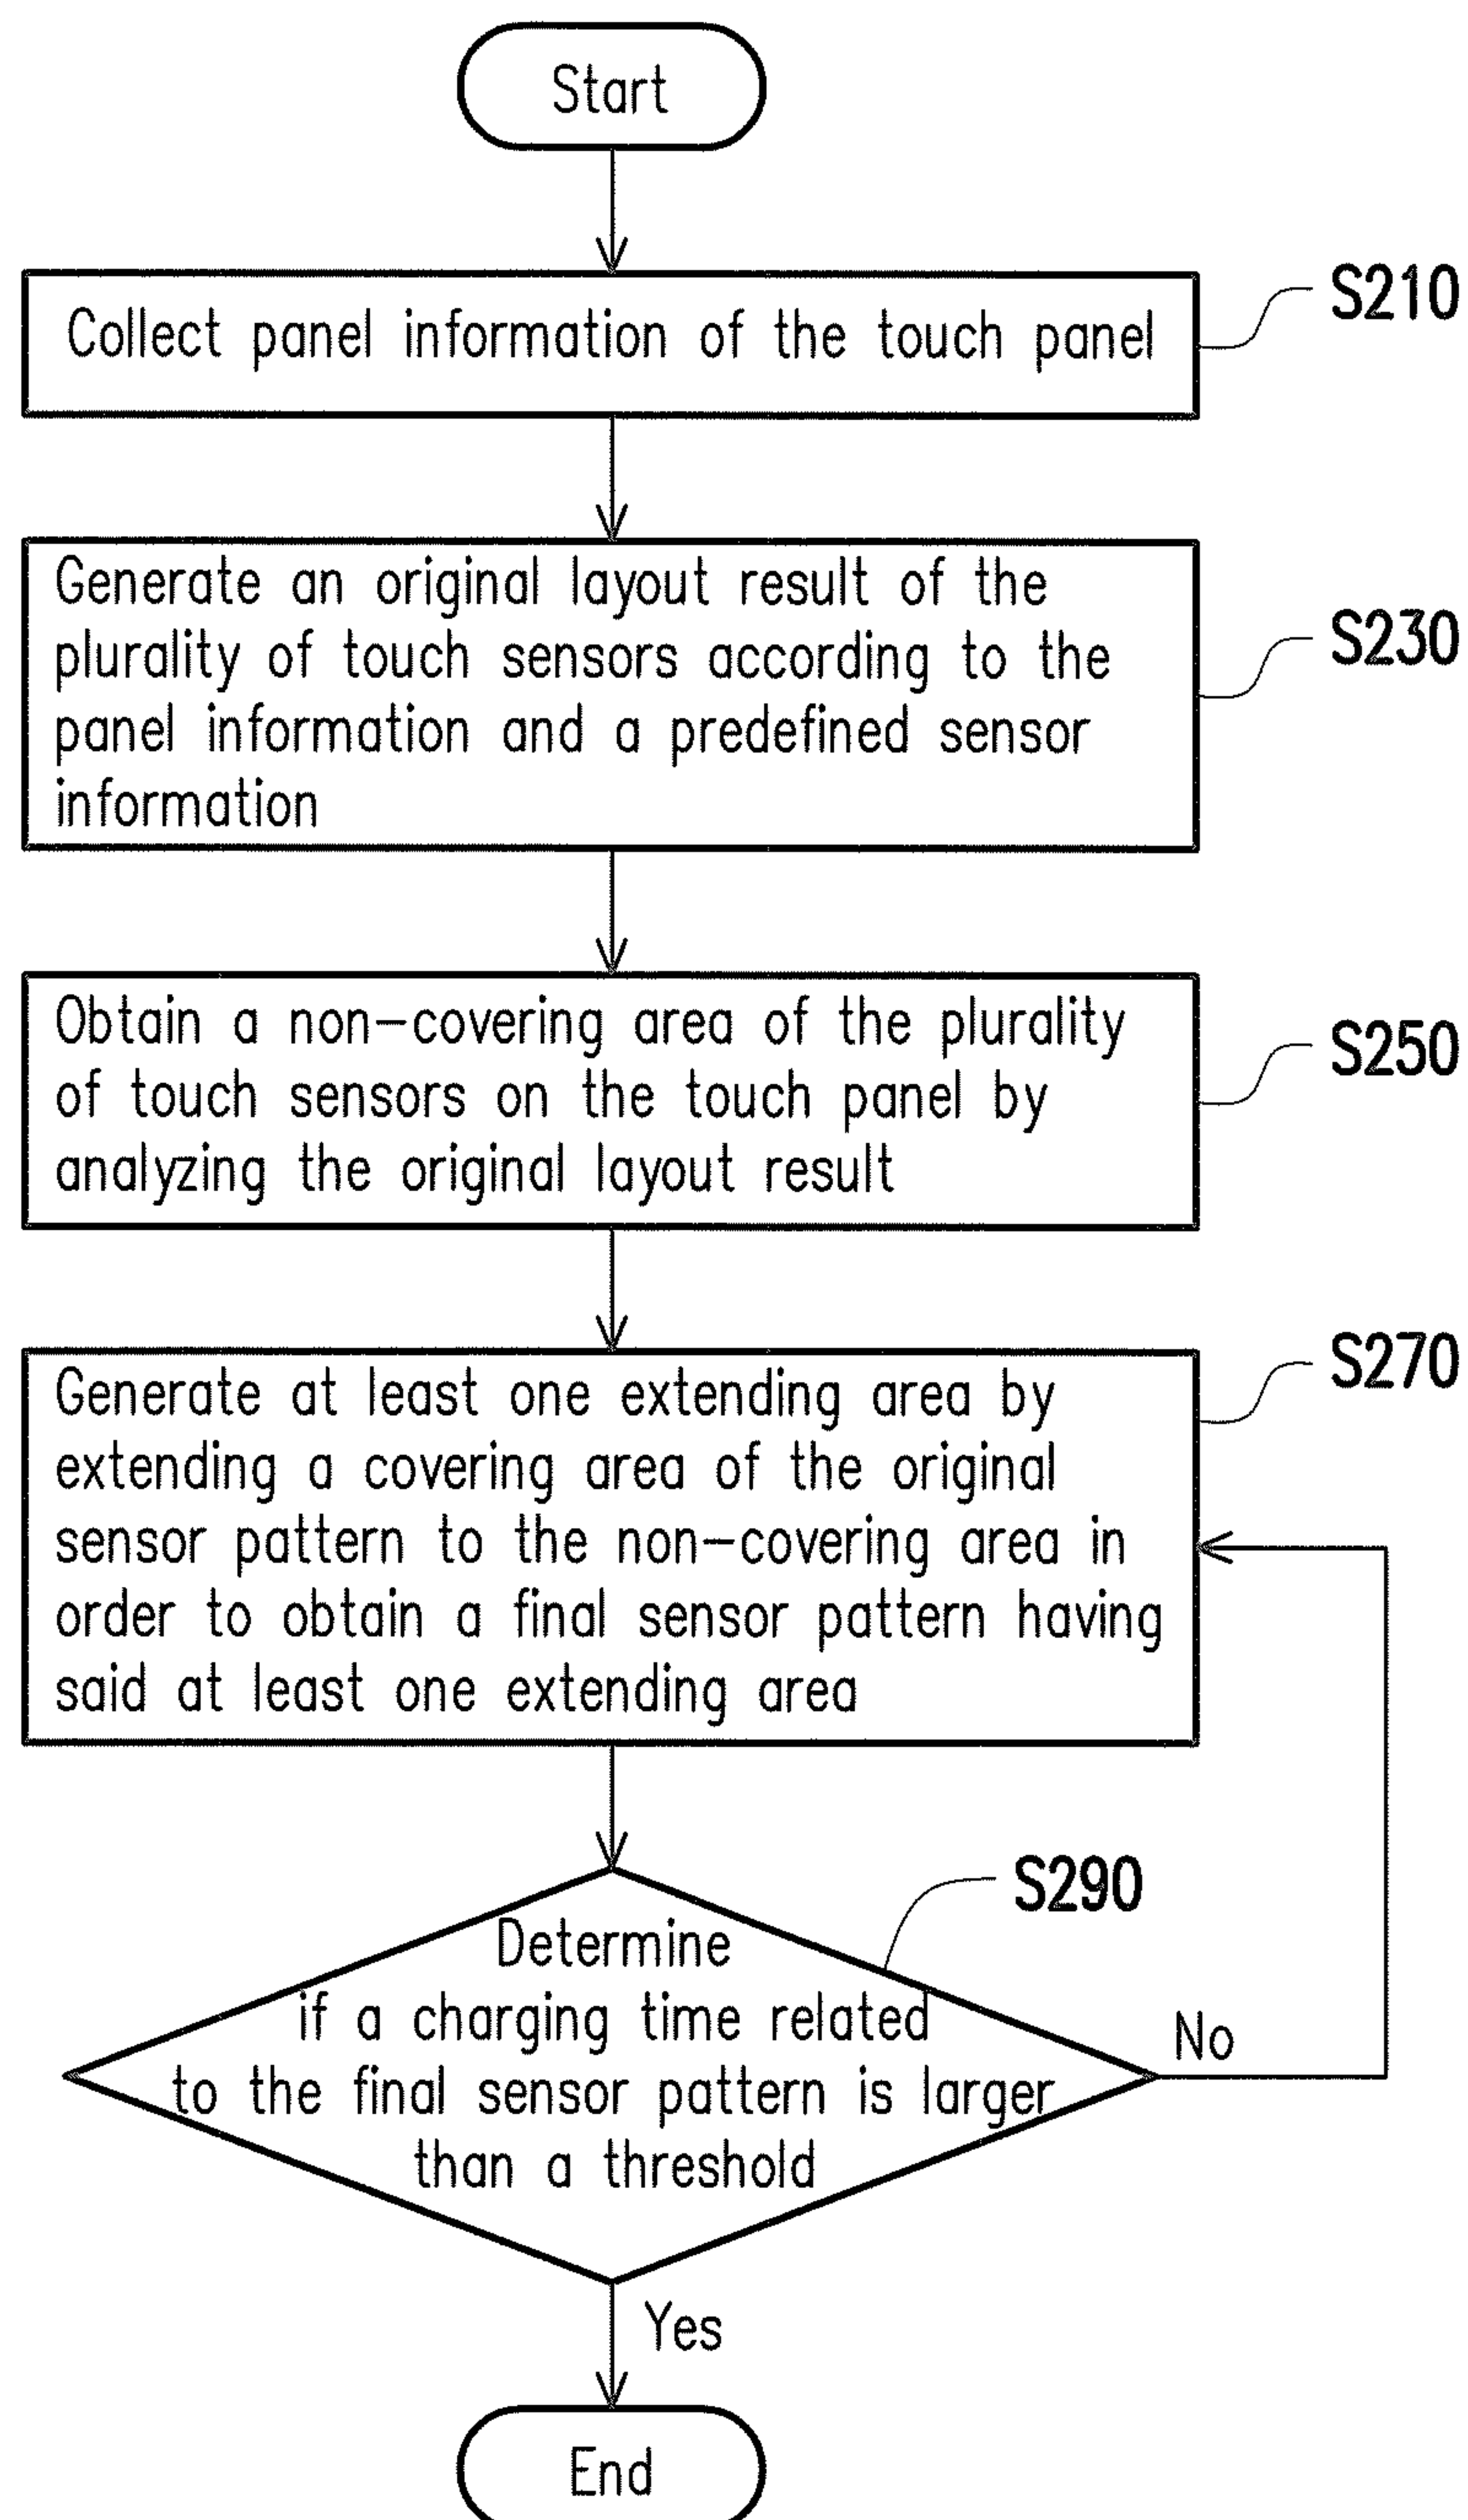 Start
Collect panel information of the touch panel
S210
Generate an original layout result of the
plurality of touch sensors according to the
panel information and a predefined sensor
information
S230
Obtain a non-covering area of the plurality
of touch sensors on the touch panel by
analyzing the original layout result
S250
Generate at least one extending area by
extending a covering area of the original
sensor pattern to the non-covering area in
order to obtain a final sensor pattern having
said at least one extending area
S270
Determine
if a charging time related
to the final sensor pattern is larger
than a threshold
S290
No
Yes
End